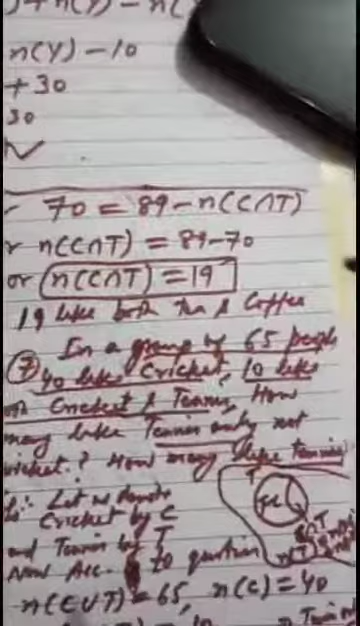 n(Y) - 10
+ 30
30
70 = 89 - n(C∩T)
n(C∩T) = 89-70
or n(C∩T) = 19
19 like both Tea & Coffee
⑦ In a group of 65 people
40 like Cricket, 10 like
both Cricket & Tennis, How
many like Tennis only not
cricket? How many like tennis
Let us denote
Cricket by C
and Tennis by T
Now Acc. to question
n(C∪T) = 65, n(C) = 40